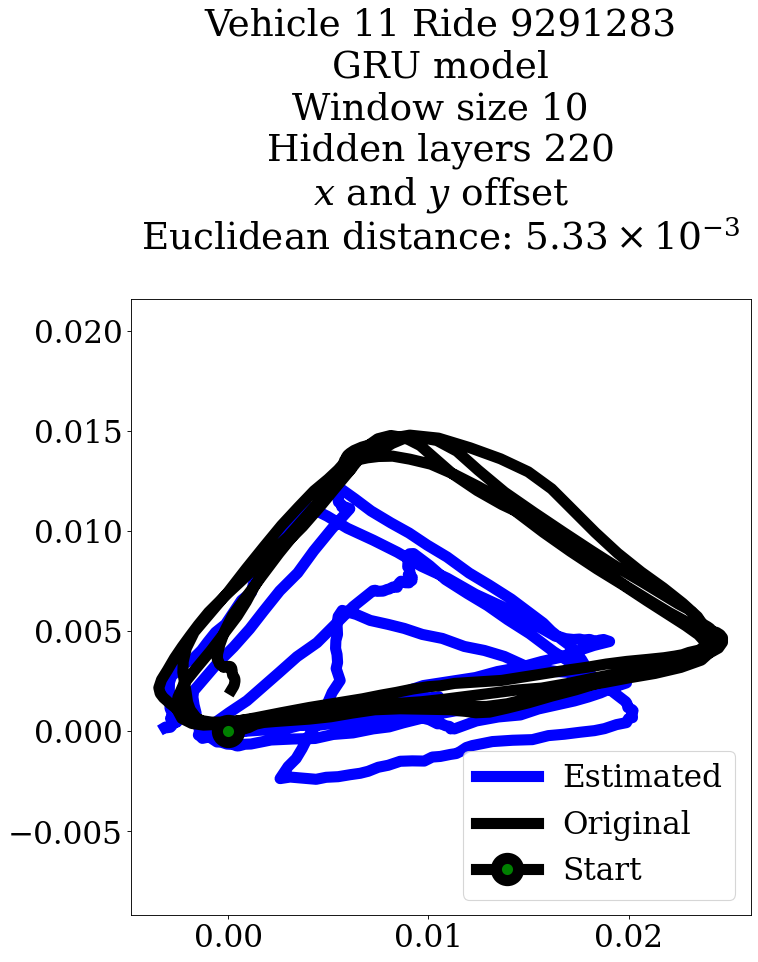 Vehicle 11 Ride 9291283
GRU model
Window size 10
Hidden layers 220
x and y offset
Euclidean distance: 5.33 × 10⁻³
0.020
0.015
0.010
0.005
0.000
−0.005
Estimated
Original
Start
0.00 0.01 0.02